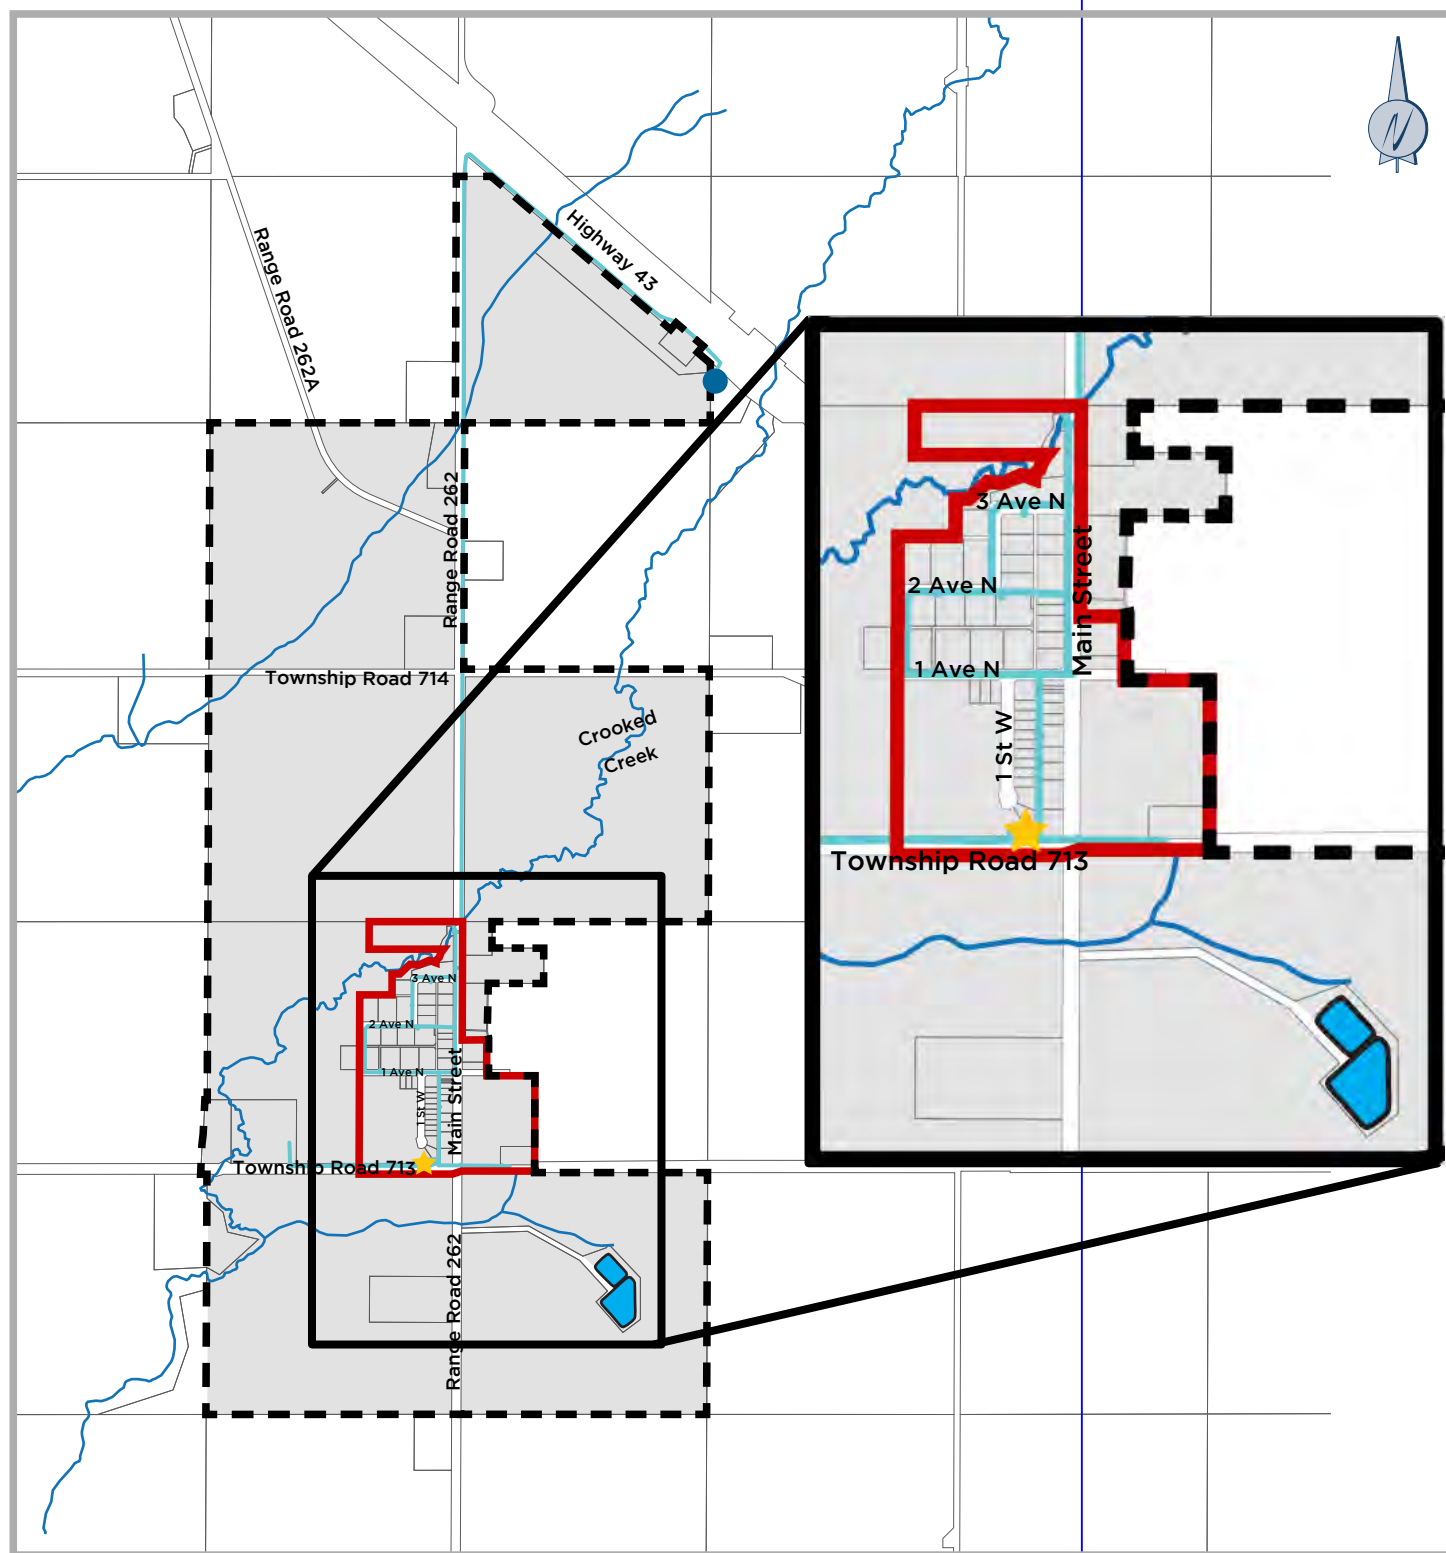 N
Highway 43
Range Road 262A
Range Road 262
Township Road 714
Crooked
Creek
3 Ave N
2 Ave N
Main Street
1 Ave N
1 St W
Township Road 713
3 Ave N
2 Ave N
1 Ave N
Main Street
1 St W
Township Road 713
Range Road 262